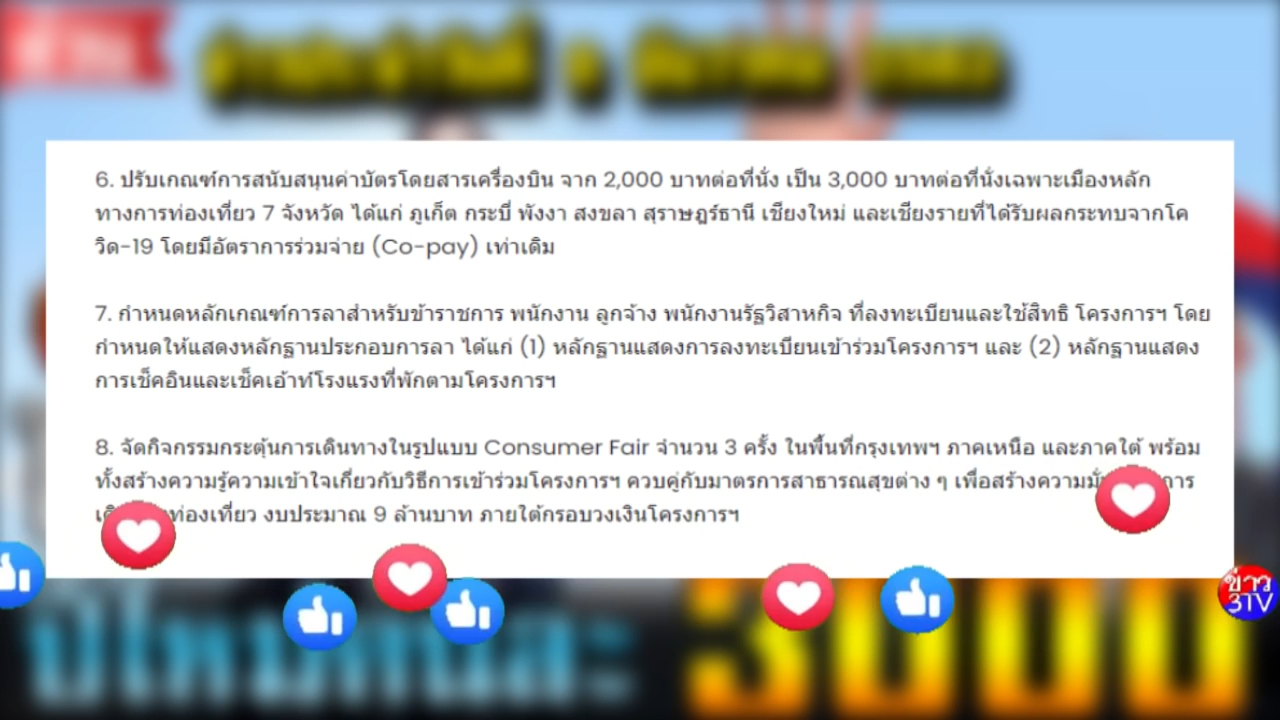 6. ปรับเกณฑ์การสนับสนุนค่าบัตรโดยสารเครื่องบิน จาก 2,000 บาทต่อที่นั่ง เป็น 3,000 บาทต่อที่นั่งเฉพาะเมืองหลัก
ทางการท่องเที่ยว 7 จังหวัด ได้แก่ ภูเก็ต กระบี่ พังงา สงขลา สุราษฎร์ธานี เชียงใหม่ และเชียงรายที่ได้รับผลกระทบจากโค
วิด-19 โดยมีอัตราการร่วมจ่าย (Co-pay) เท่าเดิม
7. กำหนดหลักเกณฑ์การลาสำหรับข้าราชการ พนักงาน ลูกจ้าง พนักงานรัฐวิสาหกิจ ที่ลงทะเบียนและใช้สิทธิ โครงการฯ โดย
กำหนดให้แสดงหลักฐานประกอบการลา ได้แก่ (1) หลักฐานแสดงการลงทะเบียนเข้าร่วมโครงการฯ และ (2) หลักฐานแสดง
การเช็คอินและเช็คเอ้าท์โรงแรงที่พักตามโครงการฯ
8. จัดกิจกรรมกระตุ้นการเดินทางในรูปแบบ Consumer Fair จำนวน 3 ครั้ง ในพื้นที่กรุงเทพฯ ภาคเหนือ และภาคใต้ พร้อม
ทั้งสร้างความรู้ความเข้าใจเกี่ยวกับวิธีการเข้าร่วมโครงการฯ ควบคู่กับมาตรการสาธารณสุขต่าง ๆ เพื่อสร้างความ
ท่องเที่ยว งบประมาณ 9 ล้านบาท ภายใต้กรอบวงเงินโครงการฯ
ข่าว
3TV
3000